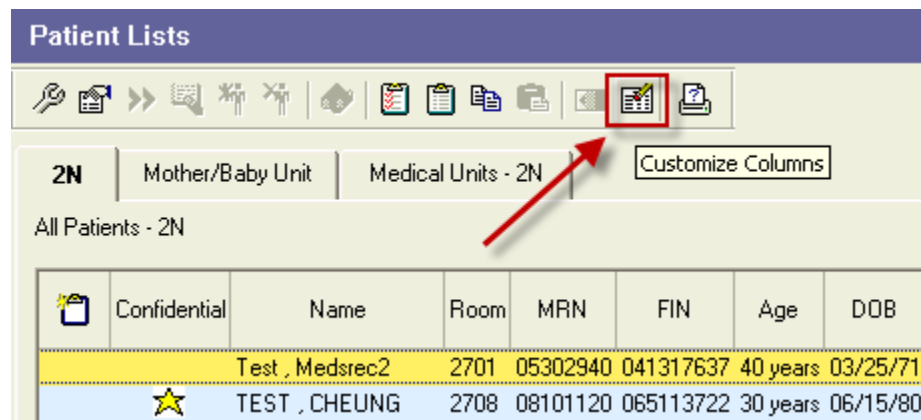 Patient Lists
Customize Columns
2N Mother/Baby Unit Medical Units - 2N
All Patients - 2N
Confidential Name Room MRN FIN Age DOB
Test , Medsrec2 2701 05302940 041317637 40 years 03/25/71
TEST , CHEUNG 2708 08101120 065113722 30 years 06/15/80